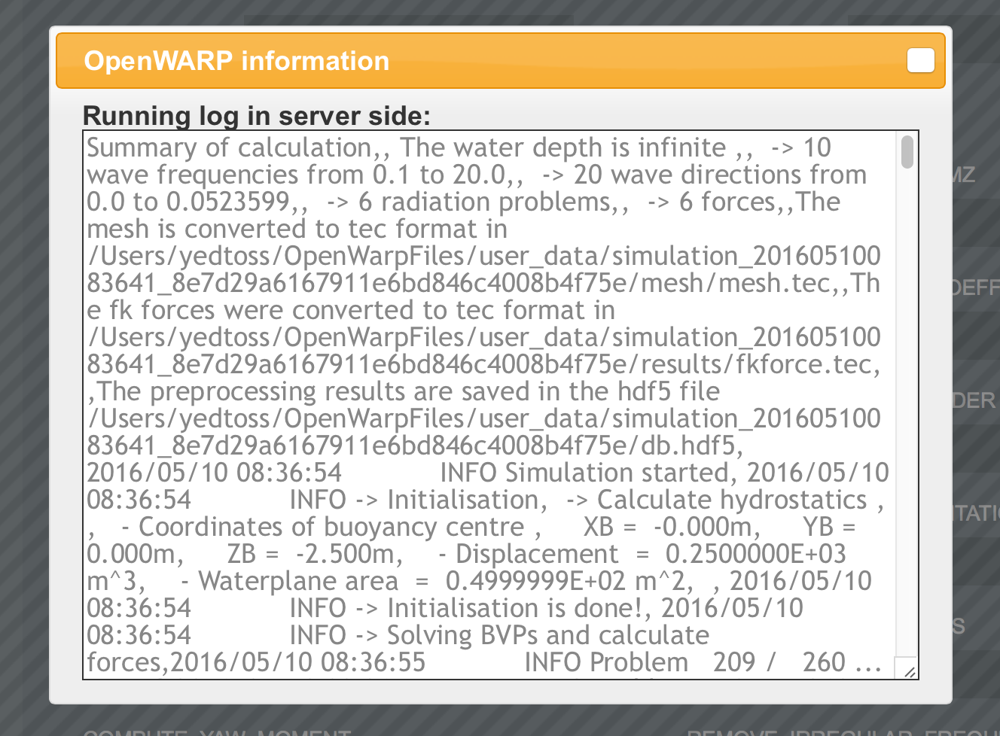 OpenWARP information
Running log in server side:
Summary of calculation,, The water depth is infinite ,,  -> 10
wave frequencies from 0.1 to 20.0,,  -> 20 wave directions from
0.0 to 0.0523599,,  -> 6 radiation problems,,  -> 6 forces,,The
mesh is converted to tec format in
/Users/yedtoss/OpenWarpFiles/user_data/simulation_201605100
83641_8e7d29a6167911e6bd846c4008b4f75e/mesh/mesh.tec,,Th
e fk forces were converted to tec format in
/Users/yedtoss/OpenWarpFiles/user_data/simulation_201605100
83641_8e7d29a6167911e6bd846c4008b4f75e/results/fkforce.tec,
,The preprocessing results are saved in the hdf5 file
/Users/yedtoss/OpenWarpFiles/user_data/simulation_201605100
83641_8e7d29a6167911e6bd846c4008b4f75e/db.hdf5,
2016/05/10 08:36:54 INFO Simulation started, 2016/05/10
08:36:54 INFO -> Initialisation,  -> Calculate hydrostatics ,
,   - Coordinates of buoyancy centre ,    XB =  -0.000m,    YB =
0.000m,    ZB =  -2.500m,    - Displacement  =  0.2500000E+03
m^3,    - Waterplane area  =  0.4999999E+02 m^2,  , 2016/05/10
08:36:54 INFO -> Initialisation is done!, 2016/05/10
08:36:54 INFO -> Solving BVPs and calculate
forces,2016/05/10 08:36:55 INFO Problem   209 /   260 ...
MZ
OEFF
DER
TATIO
S
COMPUTE_YAW_MOMENT
REMOVE_IRREGULAR_FREQU